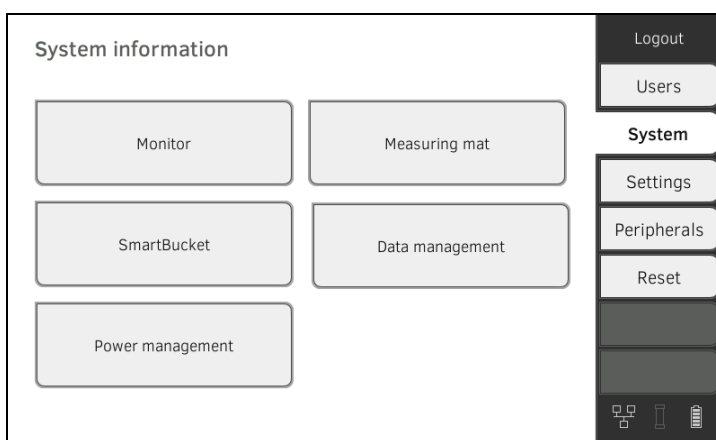 System information
Monitor
Measuring mat
SmartBucket
Data management
Power management
Logout
Users
System
Settings
Peripherals
Reset